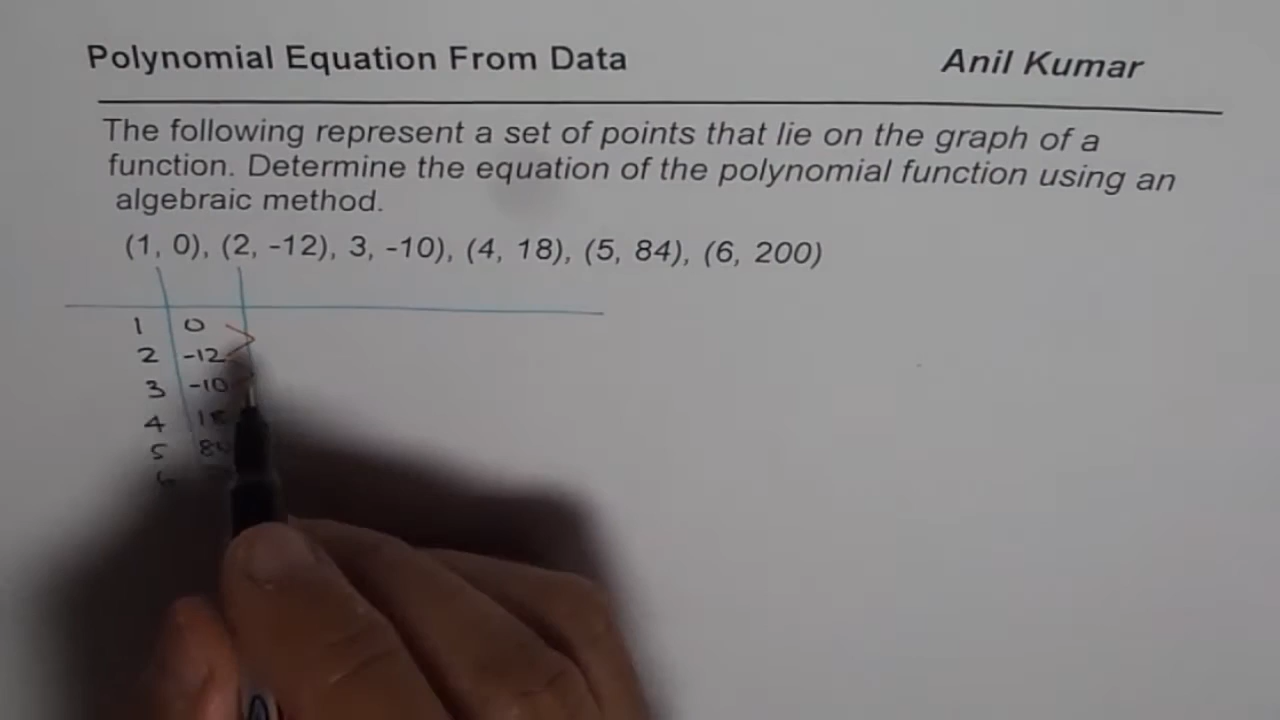 Polynomial Equation From Data Anil Kumar
The following represent a set of points that lie on the graph of a
function. Determine the equation of the polynomial function using an
algebraic method.
(1, 0), (2, -12), 3, -10), (4, 18), (5, 84), (6, 200)
1 0
2 -12
3 -10
4 18
5